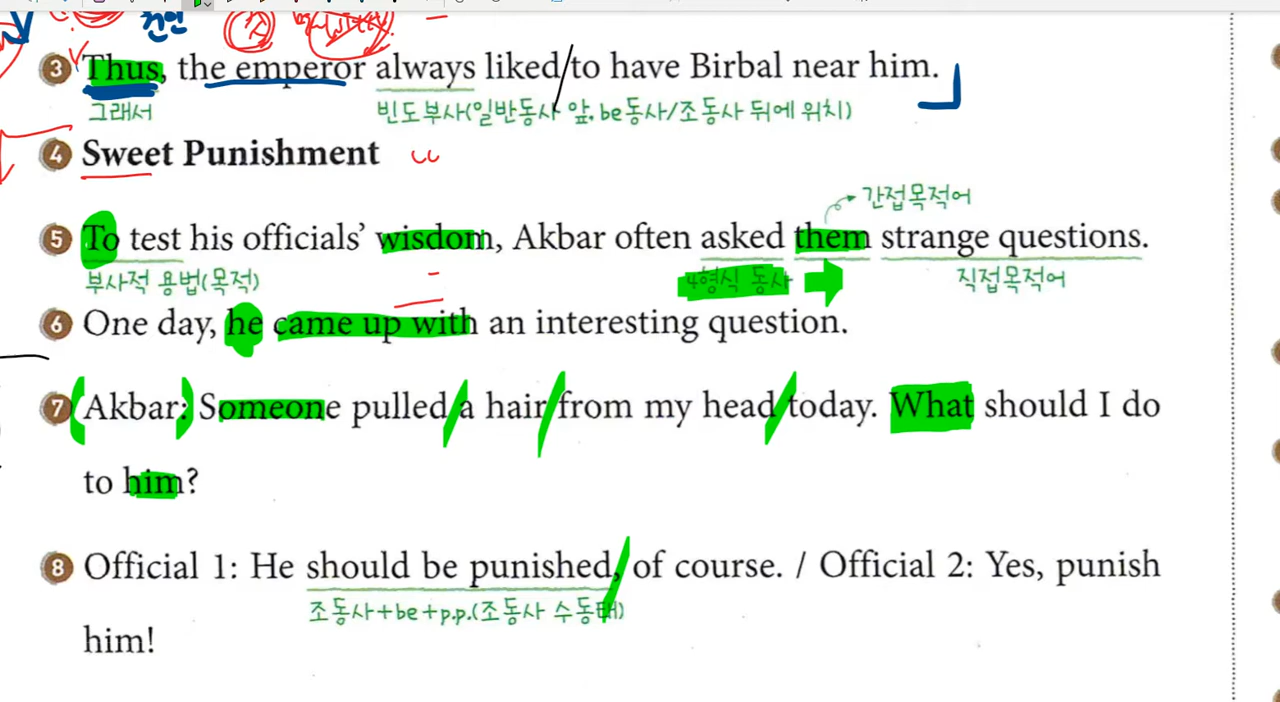 원인
3 Thus, the emperor always liked/to have Birbal near him.
그래서 빈도부사(일반동사 앞, be동사/조동사 뒤에 위치)
4 Sweet Punishment
간접목적어
5 To test his officials' wisdom, Akbar often asked them strange questions.
부사적 용법(목적) 4형식 동사 직접목적어
6 One day, he came up with an interesting question.
7 (Akbar:) Someone pulled/a hair/from my head/today. What should I do
to him?
8 Official 1: He should be punished,/of course. / Official 2: Yes, punish
조동사+be+p.p.(조동사 수동태)
him!